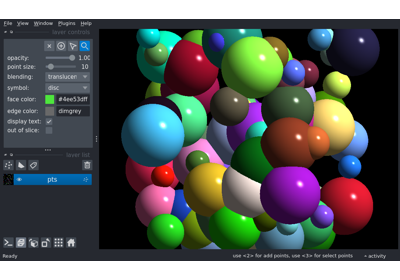 File View Window Plugins Help
layer controls
opacity: 1.00
point size: 10
blending: translucen
symbol: disc
face color: #4ee53dff
edge color: dimgrey
display text:
out of slice:
layer list
pts
Ready use <2> for add points, use <3> for select points activity